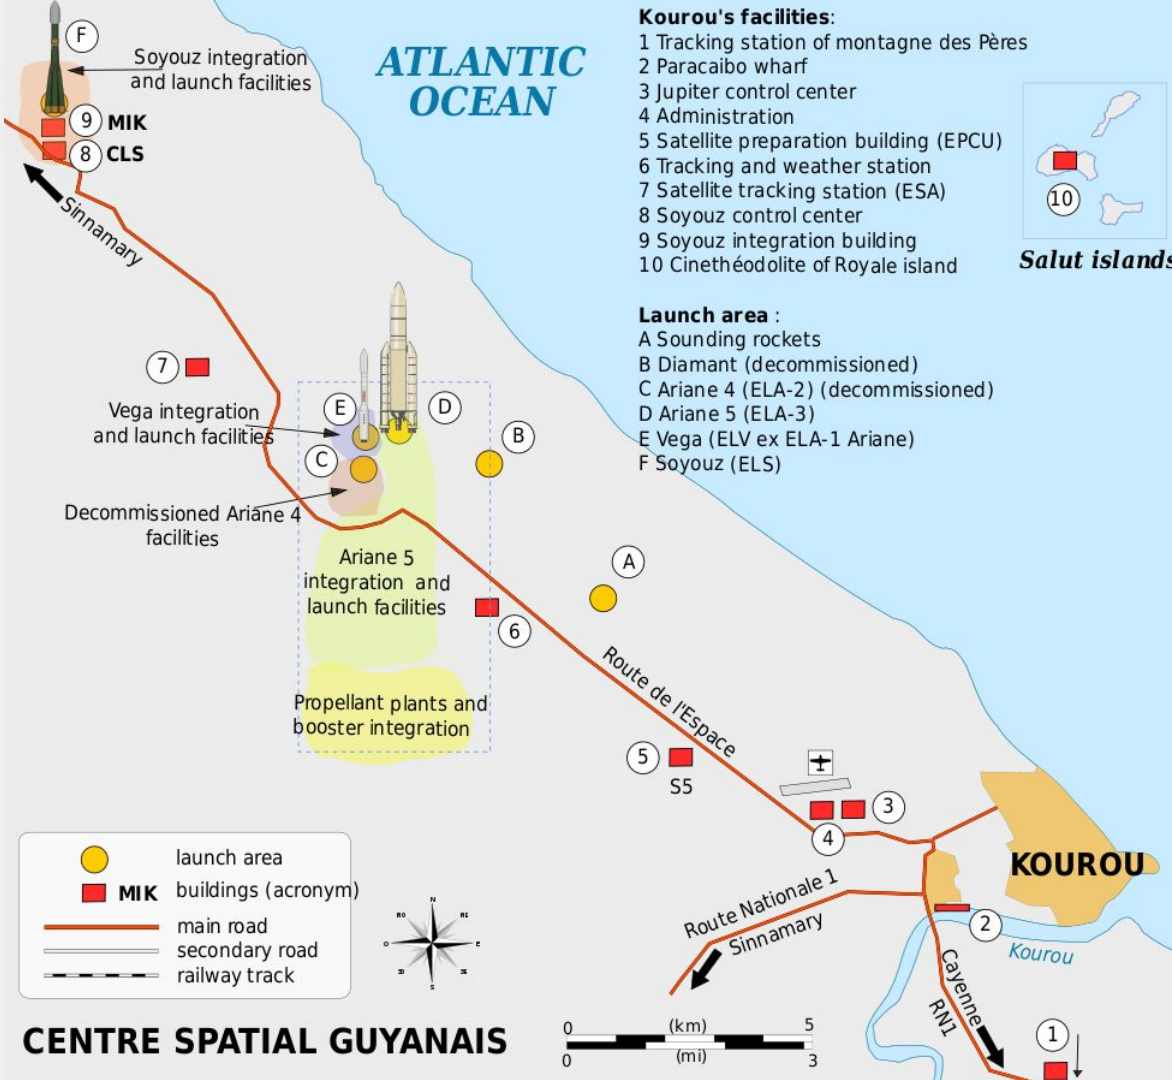 F
Soyouz integration
and launch facilities
9 MIK
8 CLS
Sinnamary
ATLANTIC
OCEAN
Kourou's facilities:
1 Tracking station of montagne des Pères
2 Paracaibo wharf
3 Jupiter control center
4 Administration
5 Satellite preparation building (EPCU)
6 Tracking and weather station
7 Satellite tracking station (ESA)
8 Soyouz control center
9 Soyouz integration building
10 Cinethéodolite of Royale island
10
Salut islands
Launch area :
A Sounding rockets
B Diamant (decommissioned)
C Ariane 4 (ELA-2) (decommissioned)
D Ariane 5 (ELA-3)
E Vega (ELV ex ELA-1 Ariane)
F Soyouz (ELS)
7
Vega integration
and launch facilities
E
D
B
C
Decommissioned Ariane 4
facilities
A
Ariane 5
integration and
launch facilities
6
Route de l'Espace
Propellant plants and
booster integration
5
S5
3
4
KOUROU
Route Nationale 1
Sinnamary
2
Kourou
Cayenne
RN1
1
launch area
MIK buildings (acronym)
main road
secondary road
railway track
N
NO
NE
O
E
SO
SE
S
CENTRE SPATIAL GUYANAIS
0 (km) 5
0 (mi) 3